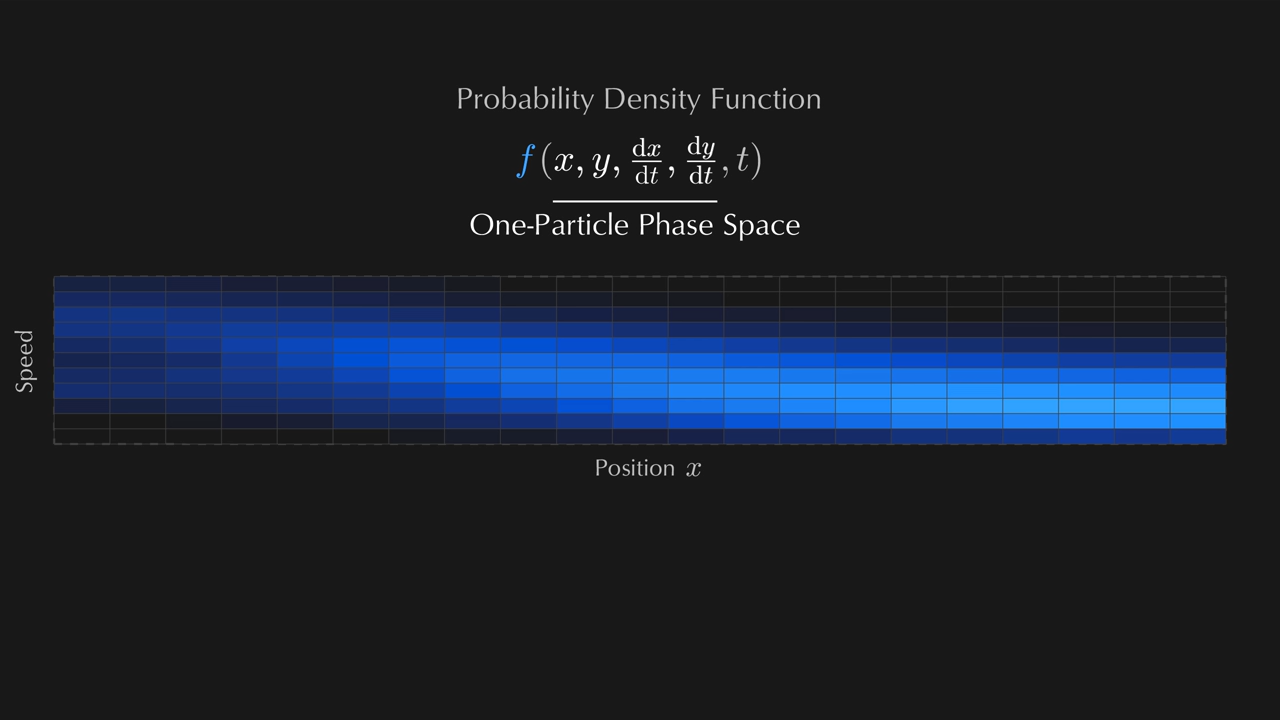 Probability Density Function
f(x, y, dx/dt, dy/dt, t)
One-Particle Phase Space
Speed
Position x